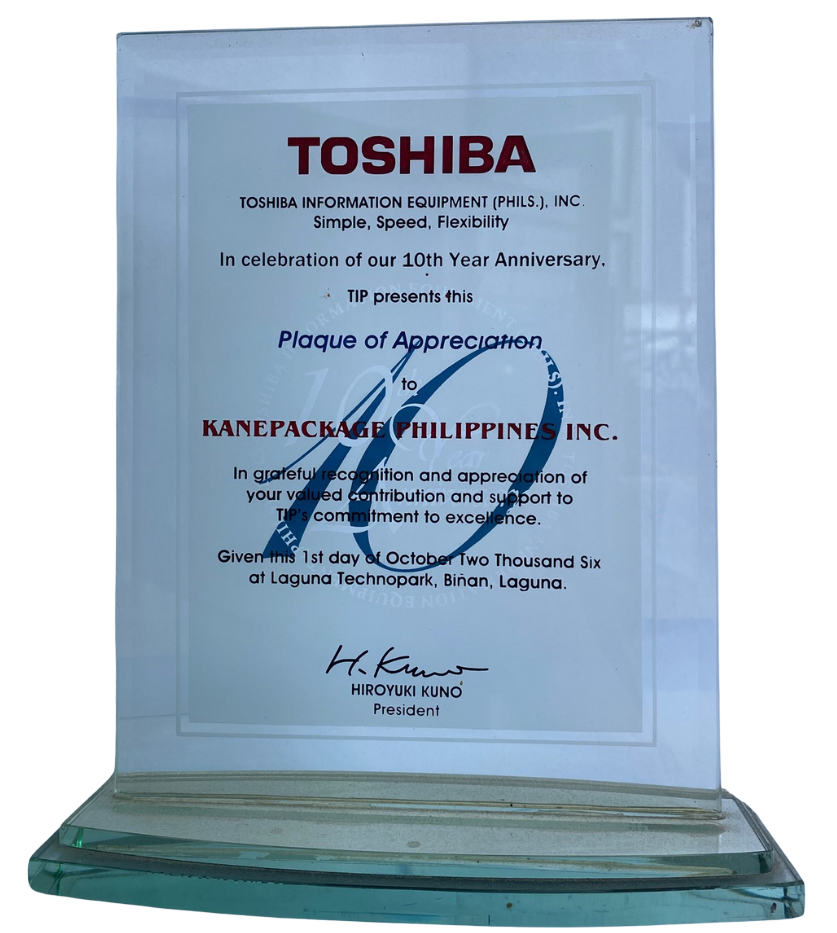 TOSHIBA
TOSHIBA INFORMATION EQUIPMENT (PHILS.), INC.
Simple, Speed, Flexibility
In celebration of our 10th Year Anniversary,
TIP presents this
Plaque of Appreciation
to
KANEPACKAGE PHILIPPINES INC.
In grateful recognition and appreciation of
your valued contribution and support to
TIP's commitment to excellence.
Given this 1st day of October Two Thousand Six
at Laguna Technopark, Biñan, Laguna.
H. Kuno
HIROYUKI KUNO
President
10